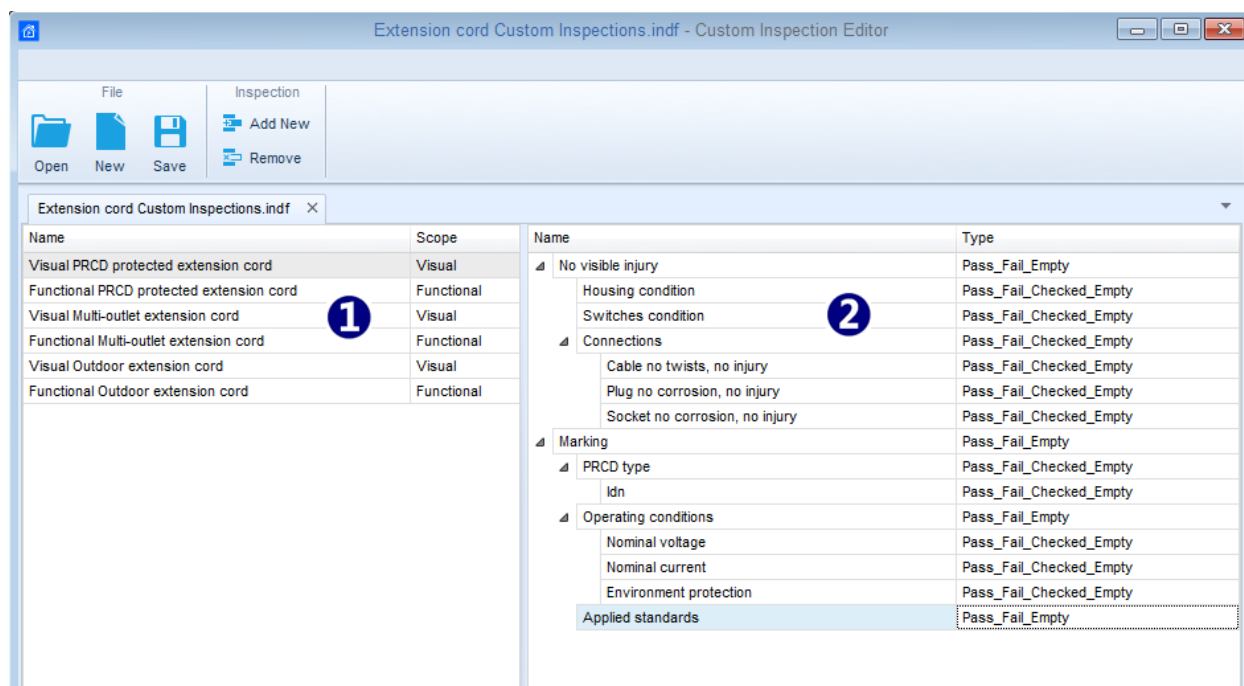 Extension cord Custom Inspections.indf - Custom Inspection Editor
File Inspection
Open New Save Add New
Remove
Extension cord Custom Inspections.indf
Name Scope
Visual PRCD protected extension cord Visual
Functional PRCD protected extension cord Functional
Visual Multi-outlet extension cord Visual
Functional Multi-outlet extension cord Functional
Visual Outdoor extension cord Visual
Functional Outdoor extension cord Functional
1
Name Type
No visible injury Pass_Fail_Empty
Housing condition Pass_Fail_Checked_Empty
Switches condition Pass_Fail_Checked_Empty
Connections Pass_Fail_Checked_Empty
Cable no twists, no injury Pass_Fail_Checked_Empty
Plug no corrosion, no injury Pass_Fail_Checked_Empty
Socket no corrosion, no injury Pass_Fail_Checked_Empty
Marking Pass_Fail_Empty
PRCD type Pass_Fail_Checked_Empty
Idn Pass_Fail_Checked_Empty
Operating conditions Pass_Fail_Empty
Nominal voltage Pass_Fail_Checked_Empty
Nominal current Pass_Fail_Checked_Empty
Environment protection Pass_Fail_Checked_Empty
Applied standards Pass_Fail_Empty
2